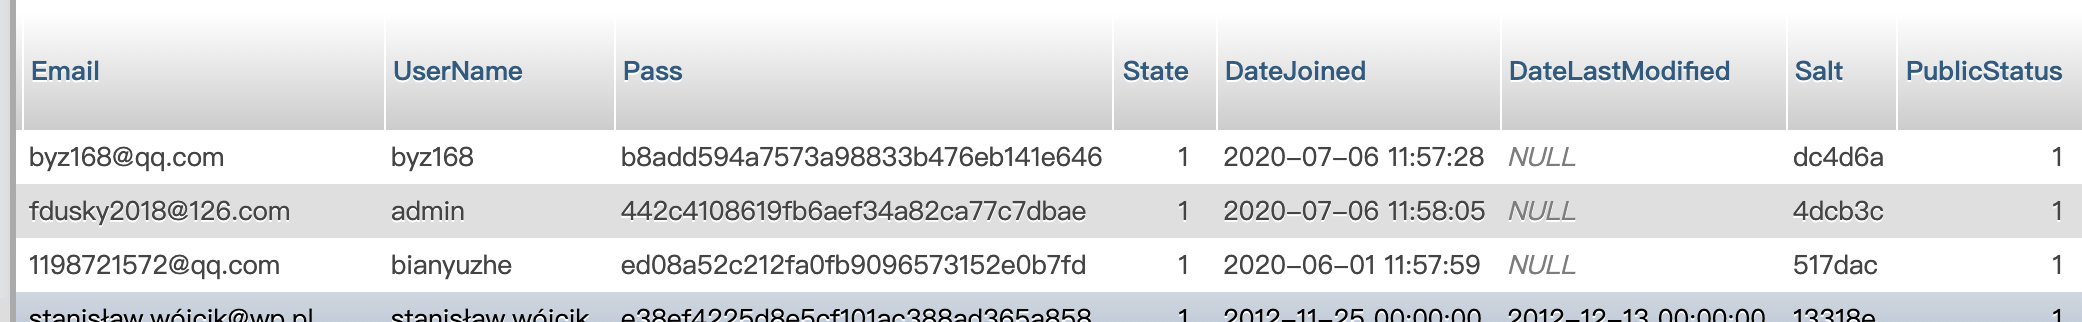 Email UserName Pass State DateJoined DateLastModified Salt PublicStatus
byz168@qq.com byz168 b8add594a7573a98833b476eb141e646 1 2020-07-06 11:57:28 NULL dc4d6a 1
fdusky2018@126.com admin 442c4108619fb6aef34a82ca77c7dbae 1 2020-07-06 11:58:05 NULL 4dcb3c 1
1198721572@qq.com bianyuzhe ed08a52c212fa0fb9096573152e0b7fd 1 2020-06-01 11:57:59 NULL 517dac 1
stanisław.wójcik@wp.pl stanisław.wójcik e38ef4225d8e5cf101ac388ad365a858 1 2012-11-25 00:00:00 2012-12-13 00:00:00 13318e 1